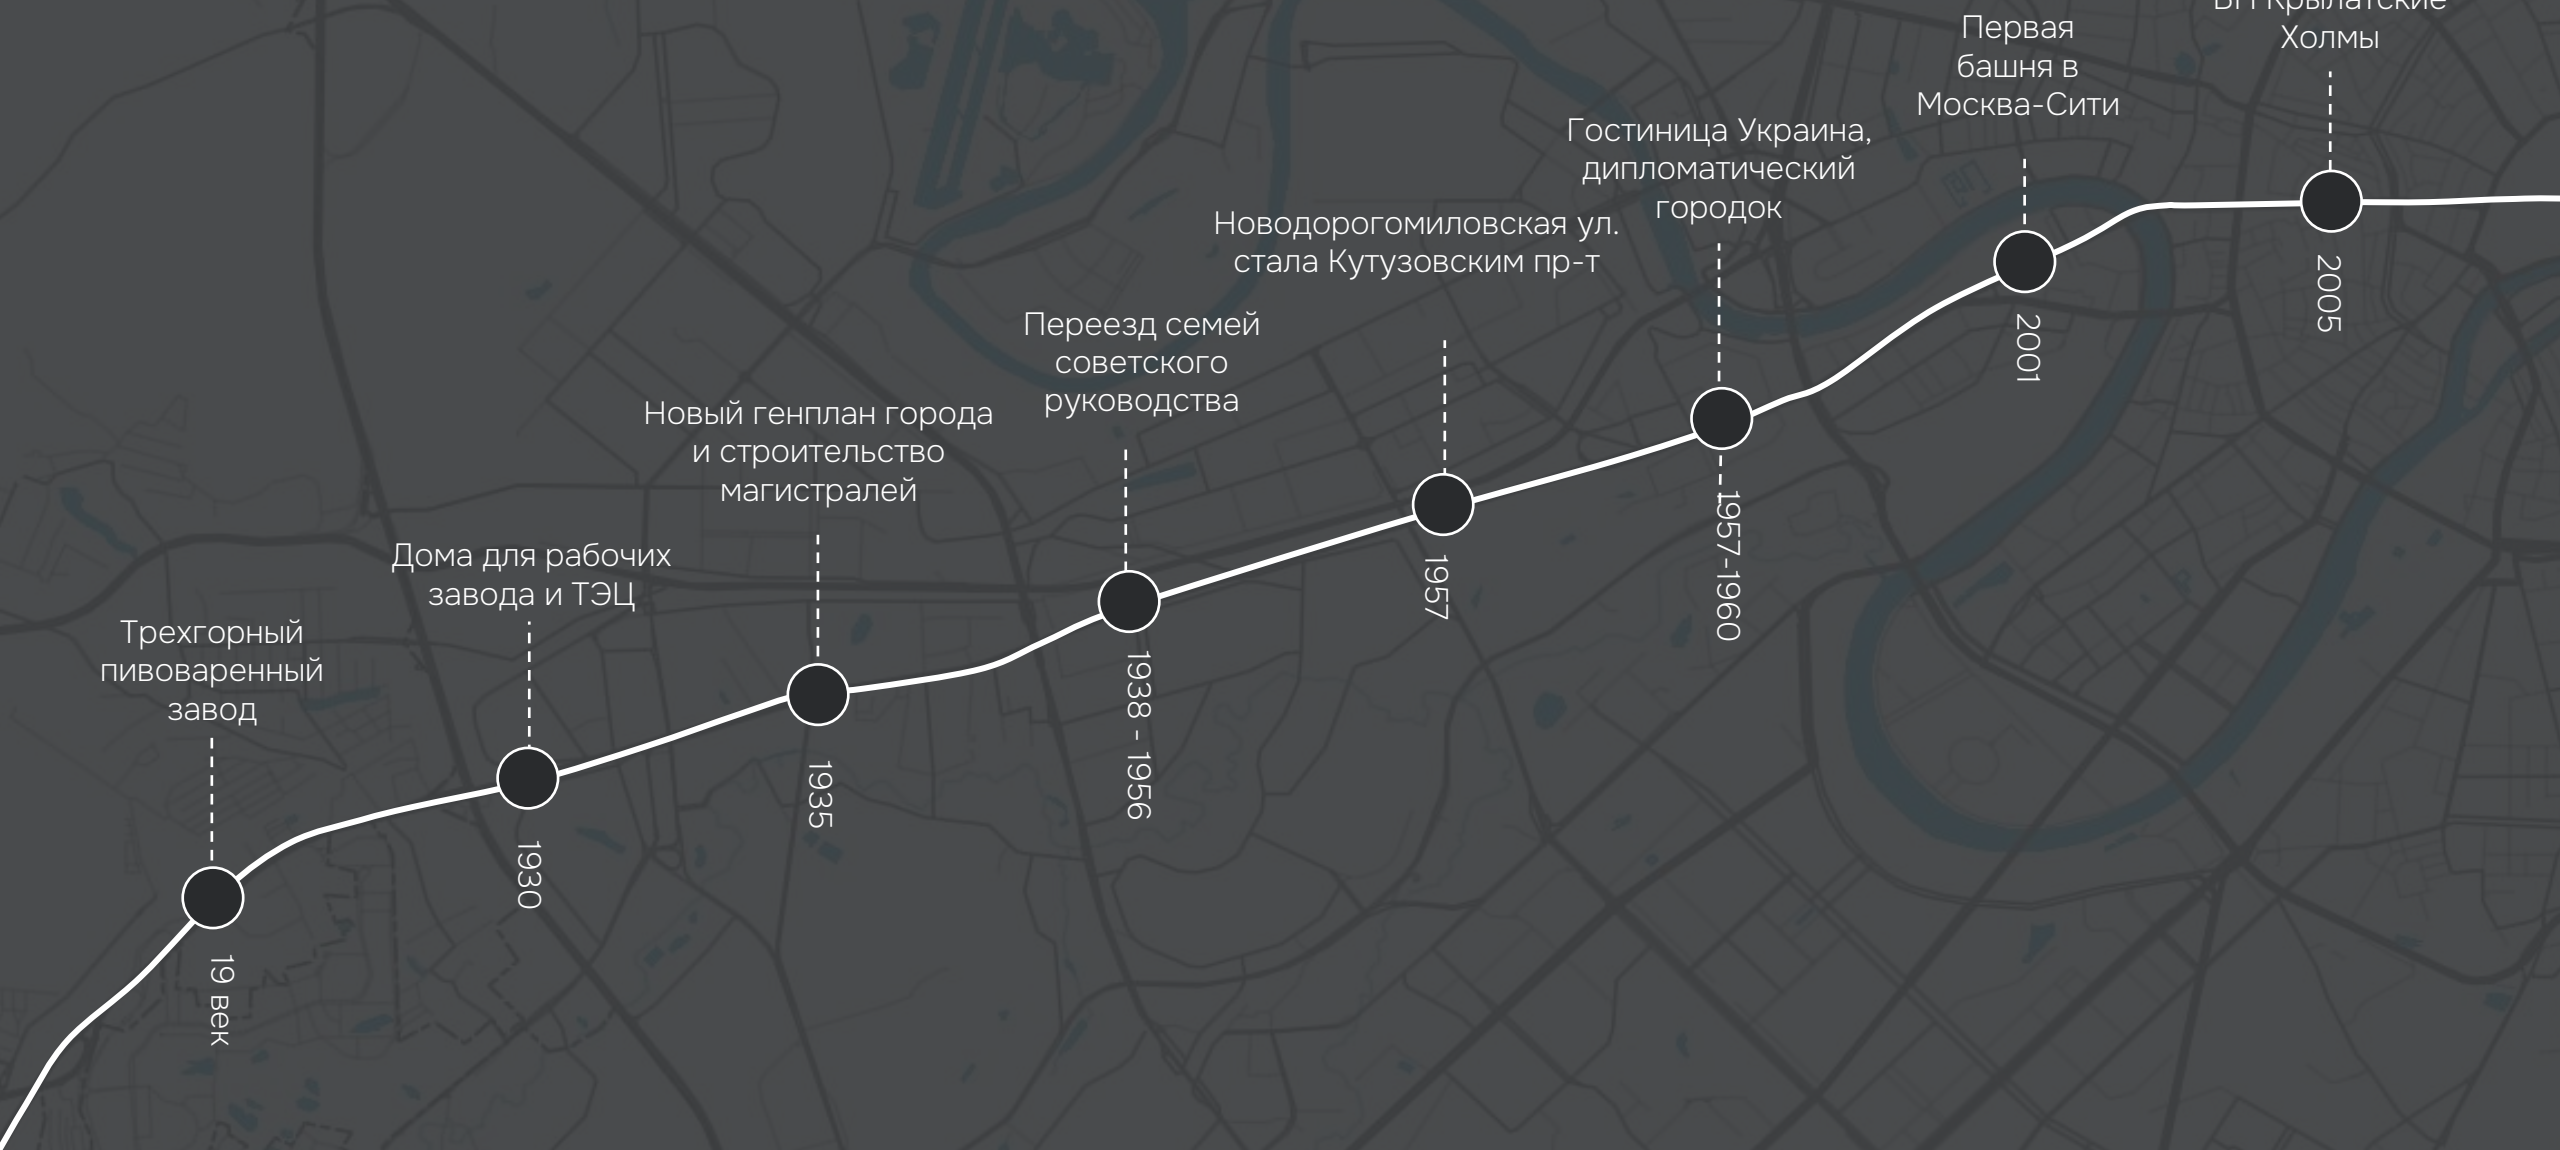 Трехгорный
пивоваренный
завод
19 век
Дома для рабочих
завода и ТЭЦ
1930
Новый генплан города
и строительство
магистралей
1935
Переезд семей
советского
руководства
1938 - 1956
Новодорогомиловская ул.
стала Кутузовским пр-т
1957
Гостиница Украина,
дипломатический
городок
1957-1960
Первая
башня в
Москва-Сити
2001
Крылатские
Холмы
2005